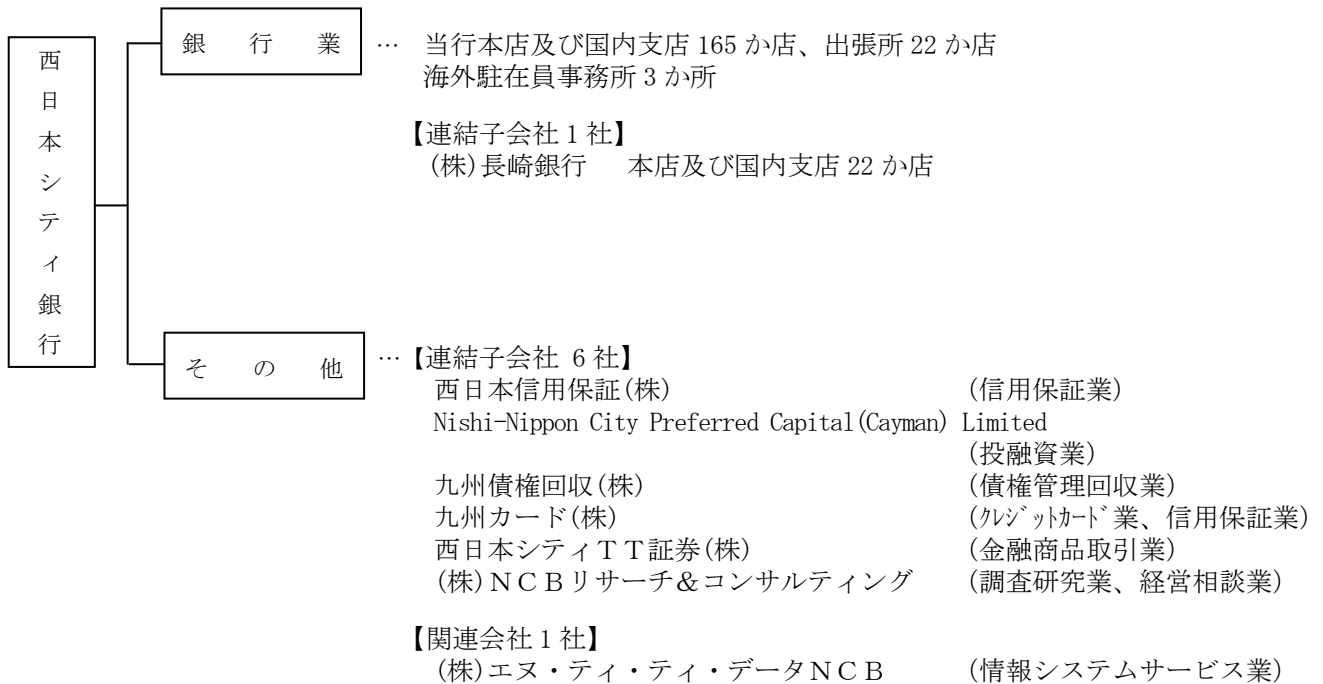 西日本シティ銀行
銀行業 … 当行本店及び国内支店 165 か店、出張所 22 か店
海外駐在員事務所 3 か所
【連結子会社 1 社】
(株)長崎銀行 本店及び国内支店 22 か店
その他 …【連結子会社 6 社】
西日本信用保証(株) (信用保証業)
Nishi-Nippon City Preferred Capital(Cayman) Limited
(投融資業)
九州債権回収(株) (債権管理回収業)
九州カード(株) (ｸﾚｼﾞｯﾄｶｰﾄﾞ業、信用保証業)
西日本シティＴＴ証券(株) (金融商品取引業)
(株)ＮＣＢリサーチ＆コンサルティング (調査研究業、経営相談業)
【関連会社 1 社】
(株)エヌ・ティ・ティ・データＮＣＢ (情報システムサービス業)